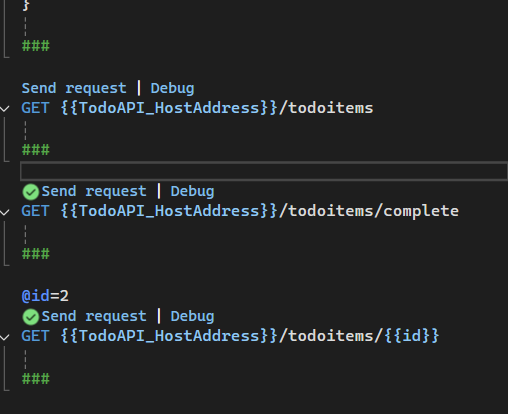 }
###
Send request | Debug
GET {{TodoAPI_HostAddress}}/todoitems
###
Send request | Debug
GET {{TodoAPI_HostAddress}}/todoitems/complete
###
@id=2
Send request | Debug
GET {{TodoAPI_HostAddress}}/todoitems/{{id}}
###